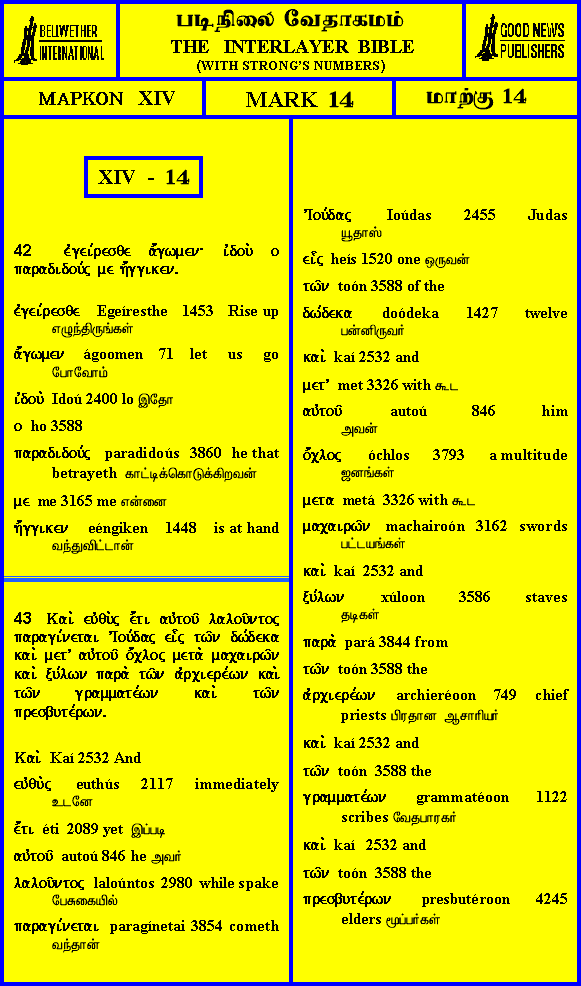 BELLWETHER
INTERNATIONAL
படிநிலை வேதாகமம்
THE INTERLAYER BIBLE
(WITH STRONG'S NUMBERS)
GOOD NEWS
PUBLISHERS
ΜΑΡΚΟΝ XIV
MARK 14
மாற்கு 14
XIV - 14
42 ἐγείρεσθε ἄγωμεν· ἰδοὺ ο
παραδιδούς με ἤγγικεν.
ἐγείρεσθε Egeíresthe 1453 Rise up
எழுந்திருங்கள்
ἄγωμεν ágoomen 71 let us go
போவோம்
ἰδοὺ Idoú 2400 lo இதோ
ο ho 3588
παραδιδούς paradidoús 3860 he that
betrayeth காட்டிக்கொடுக்கிறவன்
με me 3165 me என்னை
ἤγγικεν eéngiken 1448 is at hand
வந்துவிட்டான்
43 Καὶ εὐθὺς ἔτι αὐτοῦ λαλοῦντος
παραγίνεται Ἰούδας εἷς τῶν δώδεκα
καὶ μετ' αὐτοῦ ὄχλος μετὰ μαχαιρῶν
καὶ ξύλων παρὰ τῶν ἀρχιερέων καὶ
τῶν γραμματέων καὶ τῶν
πρεσβυτέρων.
Καὶ Kaí 2532 And
εὐθὺς euthús 2117 immediately
உடனே
ἔτι éti 2089 yet இப்படி
αὐτοῦ autoú 846 he அவர்
λαλοῦντος laloúntos 2980 while spake
பேசுகையில்
παραγίνεται paragínetai 3854 cometh
வந்தான்
Ἰούδας Ioúdas 2455 Judas
யூதாஸ்
εἷς heís 1520 one ஒருவன்
τῶν toón 3588 of the
δώδεκα doódeka 1427 twelve
பன்னிருவர்
καὶ kaí 2532 and
μετ' met 3326 with கூட
αὐτοῦ autoú 846 him
அவன்
ὄχλος óchlos 3793 a multitude
ஜனங்கள்
μετα metá 3326 with கூட
μαχαιρῶν machairoón 3162 swords
பட்டயங்கள்
καὶ kaí 2532 and
ξύλων xúloon 3586 staves
தடிகள்
παρὰ pará 3844 from
τῶν toón 3588 the
ἀρχιερέων archieréoon 749 chief
priests பிரதான ஆசாரியர்
καὶ kaí 2532 and
τῶν toón 3588 the
γραμματέων grammatéoon 1122
scribes வேதபாரகர்
καὶ kaí 2532 and
τῶν toón 3588 the
πρεσβυτέρων presbutéroon 4245
elders மூப்பர்கள்